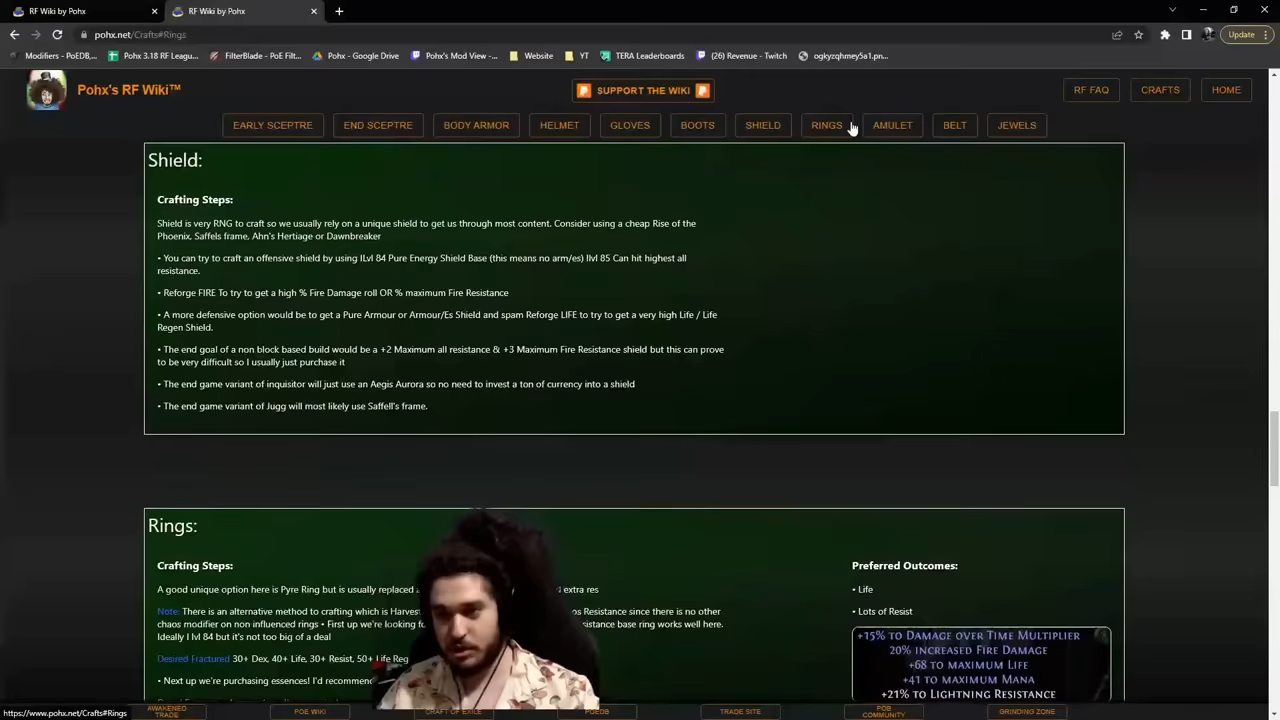 RF Wiki by Pohx
RF Wiki by Pohx
pohx.net/Crafts#Rings
Update
Modifiers - PoEDB,...
Pohx 3.18 RF Leagu...
FilterBlade - PoE Filt...
Pohx - Google Drive
Pohx's Mod View -...
Website
YT
TERA Leaderboards
(26) Revenue - Twitch
ogkyzqhmey5a1.pn...
Pohx's RF Wiki™
SUPPORT THE WIKI
RF FAQ
CRAFTS
HOME
EARLY SCEPTRE
END SCEPTRE
BODY ARMOR
HELMET
GLOVES
BOOTS
SHIELD
RINGS
AMULET
BELT
JEWELS
Shield:
Crafting Steps:
Shield is very RNG to craft so we usually rely on a unique shield to get us through most content. Consider using a cheap Rise of the
Phoenix, Saffels frame, Ahn's Hertiage or Dawnbreaker
• You can try to craft an offensive shield by using ILvl 84 Pure Energy Shield Base (this means no arm/es) Ilvl 85 Can hit highest all
resistance.
• Reforge FIRE To try to get a high % Fire Damage roll OR % maximum Fire Resistance
• A more defensive option would be to get a Pure Armour or Armour/Es Shield and spam Reforge LIFE to try to get a very high Life / Life
Regen Shield.
• The end goal of a non block based build would be a +2 Maximum all resistance & +3 Maximum Fire Resistance shield but this can prove
to be very difficult so I usually just purchase it
• The end game variant of inquisitor will just use an Aegis Aurora so no need to invest a ton of currency into a shield
• The end game variant of Jugg will most likely use Saffell's frame.
Rings:
Crafting Steps:
A good unique option here is Pyre Ring but is usually replaced extra res
Note: There is an alternative method to crafting which is Harvest Resistance since there is no other
chaos modifier on non influenced rings • First up we're looking base ring works well here.
Ideally I lvl 84 but it's not too big of a deal
Desired Fractured 30+ Dex, 40+ Life, 30+ Resist, 50+ Life Reg
• Next up we're purchasing essences! I'd
Preferred Outcomes:
• Life
• Lots of Resist
+15% TO DAMAGE OVER TIME MULTIPLIER
20% INCREASED FIRE DAMAGE
+68 TO MAXIMUM LIFE
+41 TO MAXIMUM MANA
+21% TO LIGHTNING RESISTANCE
https://www.pohx.net/Crafts#Rings
AWAKENED
TRADE
POE WIKI
CRAFT OF EXILE
POEDB
TRADE SITE
POB
COMMUNITY
GRINDING ZONE